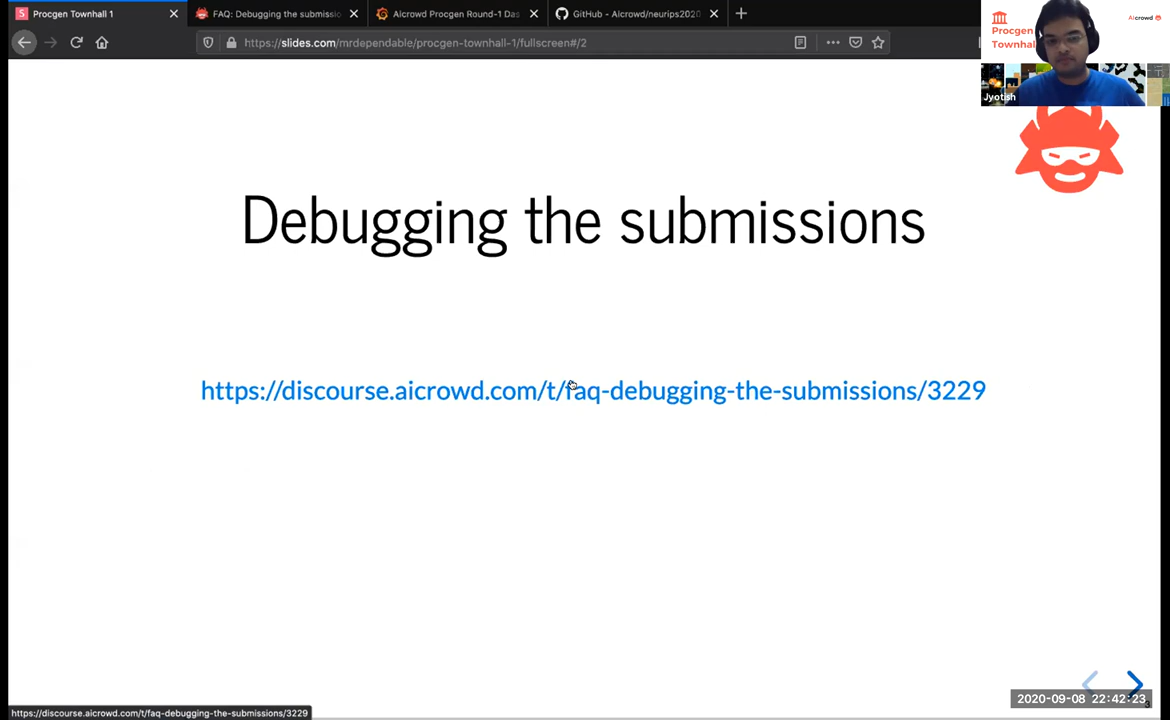 Procgen Townhall 1
FAQ: Debugging the submissio
AIcrowd Procgen Round-1 Das
GitHub - AIcrowd/neurips2020
https://slides.com/mrdependable/procgen-townhall-1/fullscreen#/2
Procgen
Townhal
AIcrowd
Jyotish
Debugging the submissions
https://discourse.aicrowd.com/t/faq-debugging-the-submissions/3229
2020-09-08 22:42:23
https://discourse.aicrowd.com/t/faq-debugging-the-submissions/3229